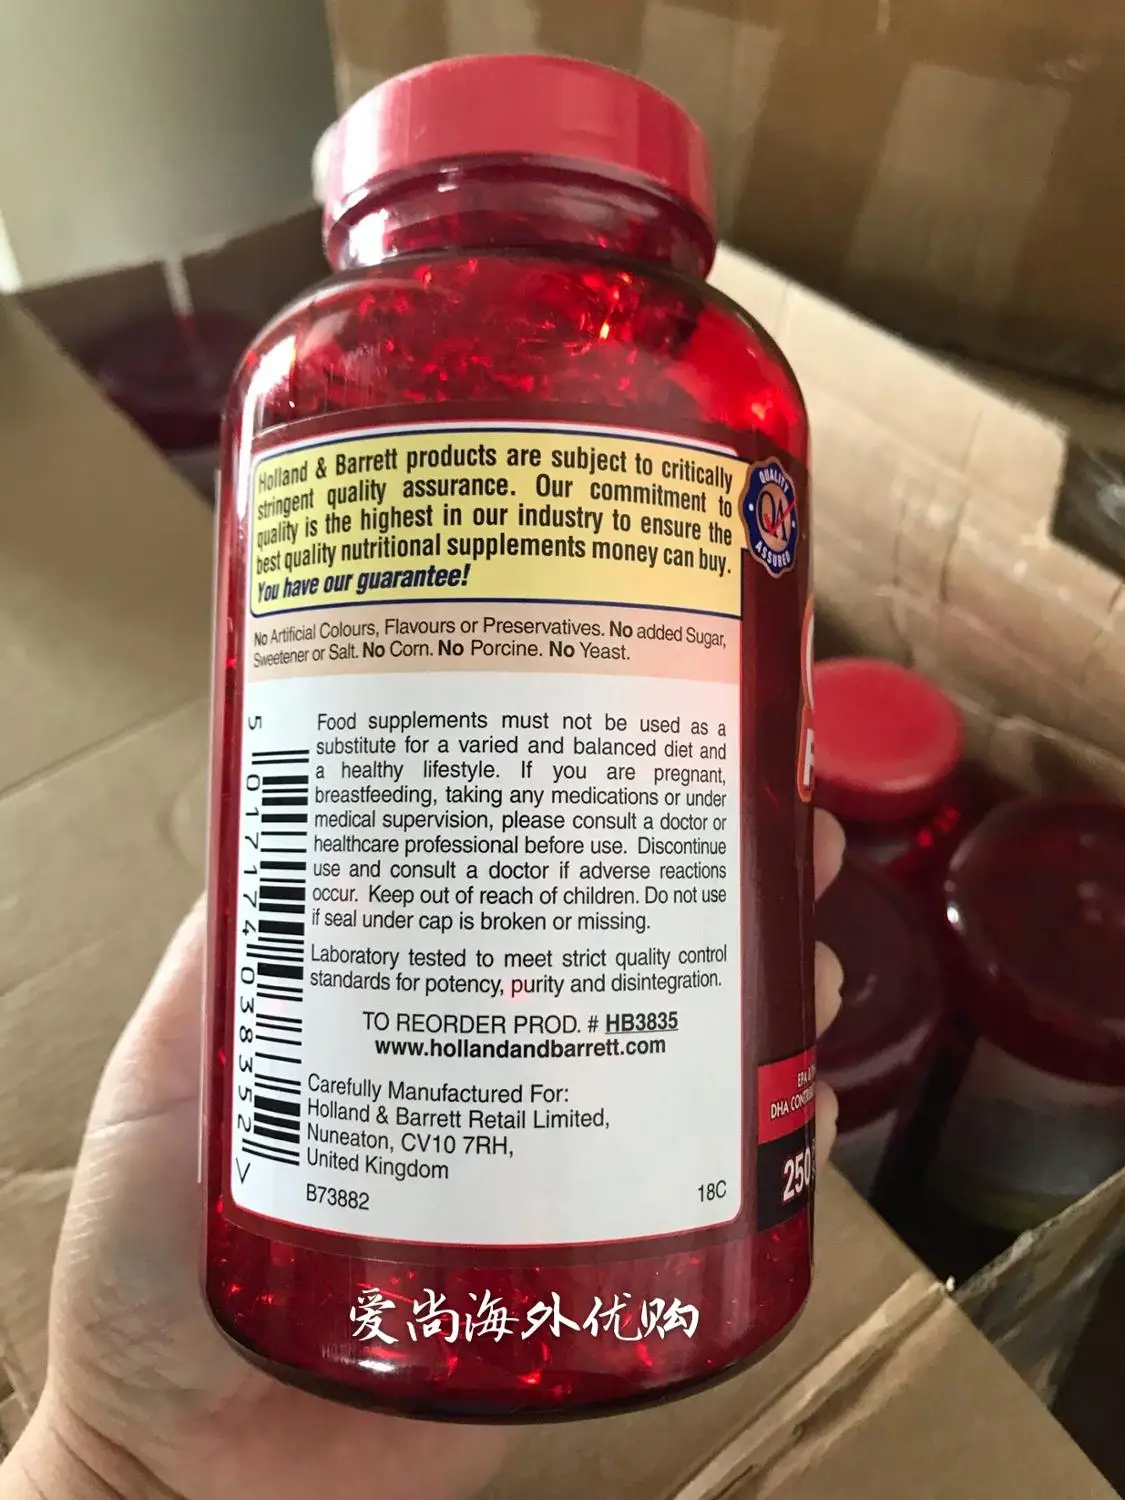 Holland & Barrett products are subject to critically
stringent quality assurance. Our commitment to
quality is the highest in our industry to ensure the
best quality nutritional supplements money can buy.
You have our guarantee!
QUALITY
QA
ASSURED
No Artificial Colours, Flavours or Preservatives. No added Sugar,
Sweetener or Salt. No Corn. No Porcine. No Yeast.
Food supplements must not be used as a
substitute for a varied and balanced diet and
a healthy lifestyle. If you are pregnant,
breastfeeding, taking any medications or under
medical supervision, please consult a doctor or
healthcare professional before use. Discontinue
use and consult a doctor if adverse reactions
occur. Keep out of reach of children. Do not use
if seal under cap is broken or missing.
Laboratory tested to meet strict quality control
standards for potency, purity and disintegration.
TO REORDER PROD. # HB3835
www.hollandandbarrett.com
Carefully Manufactured For:
Holland & Barrett Retail Limited,
Nuneaton, CV10 7RH,
United Kingdom
B73882 18C
5 017174 038352 >
EPA
DHA
250
爱尚海外优购